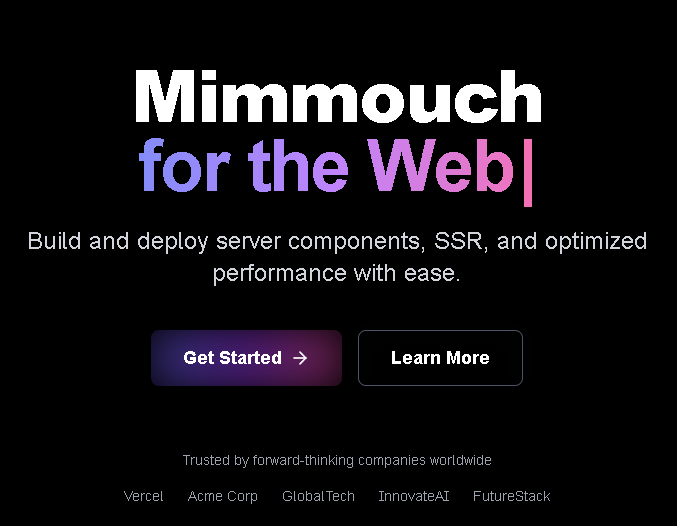 Mimmouch
for the Web|
Build and deploy server components, SSR, and optimized
performance with ease.
Get Started →
Learn More
Trusted by forward-thinking companies worldwide
Vercel Acme Corp GlobalTech InnovateAI FutureStack